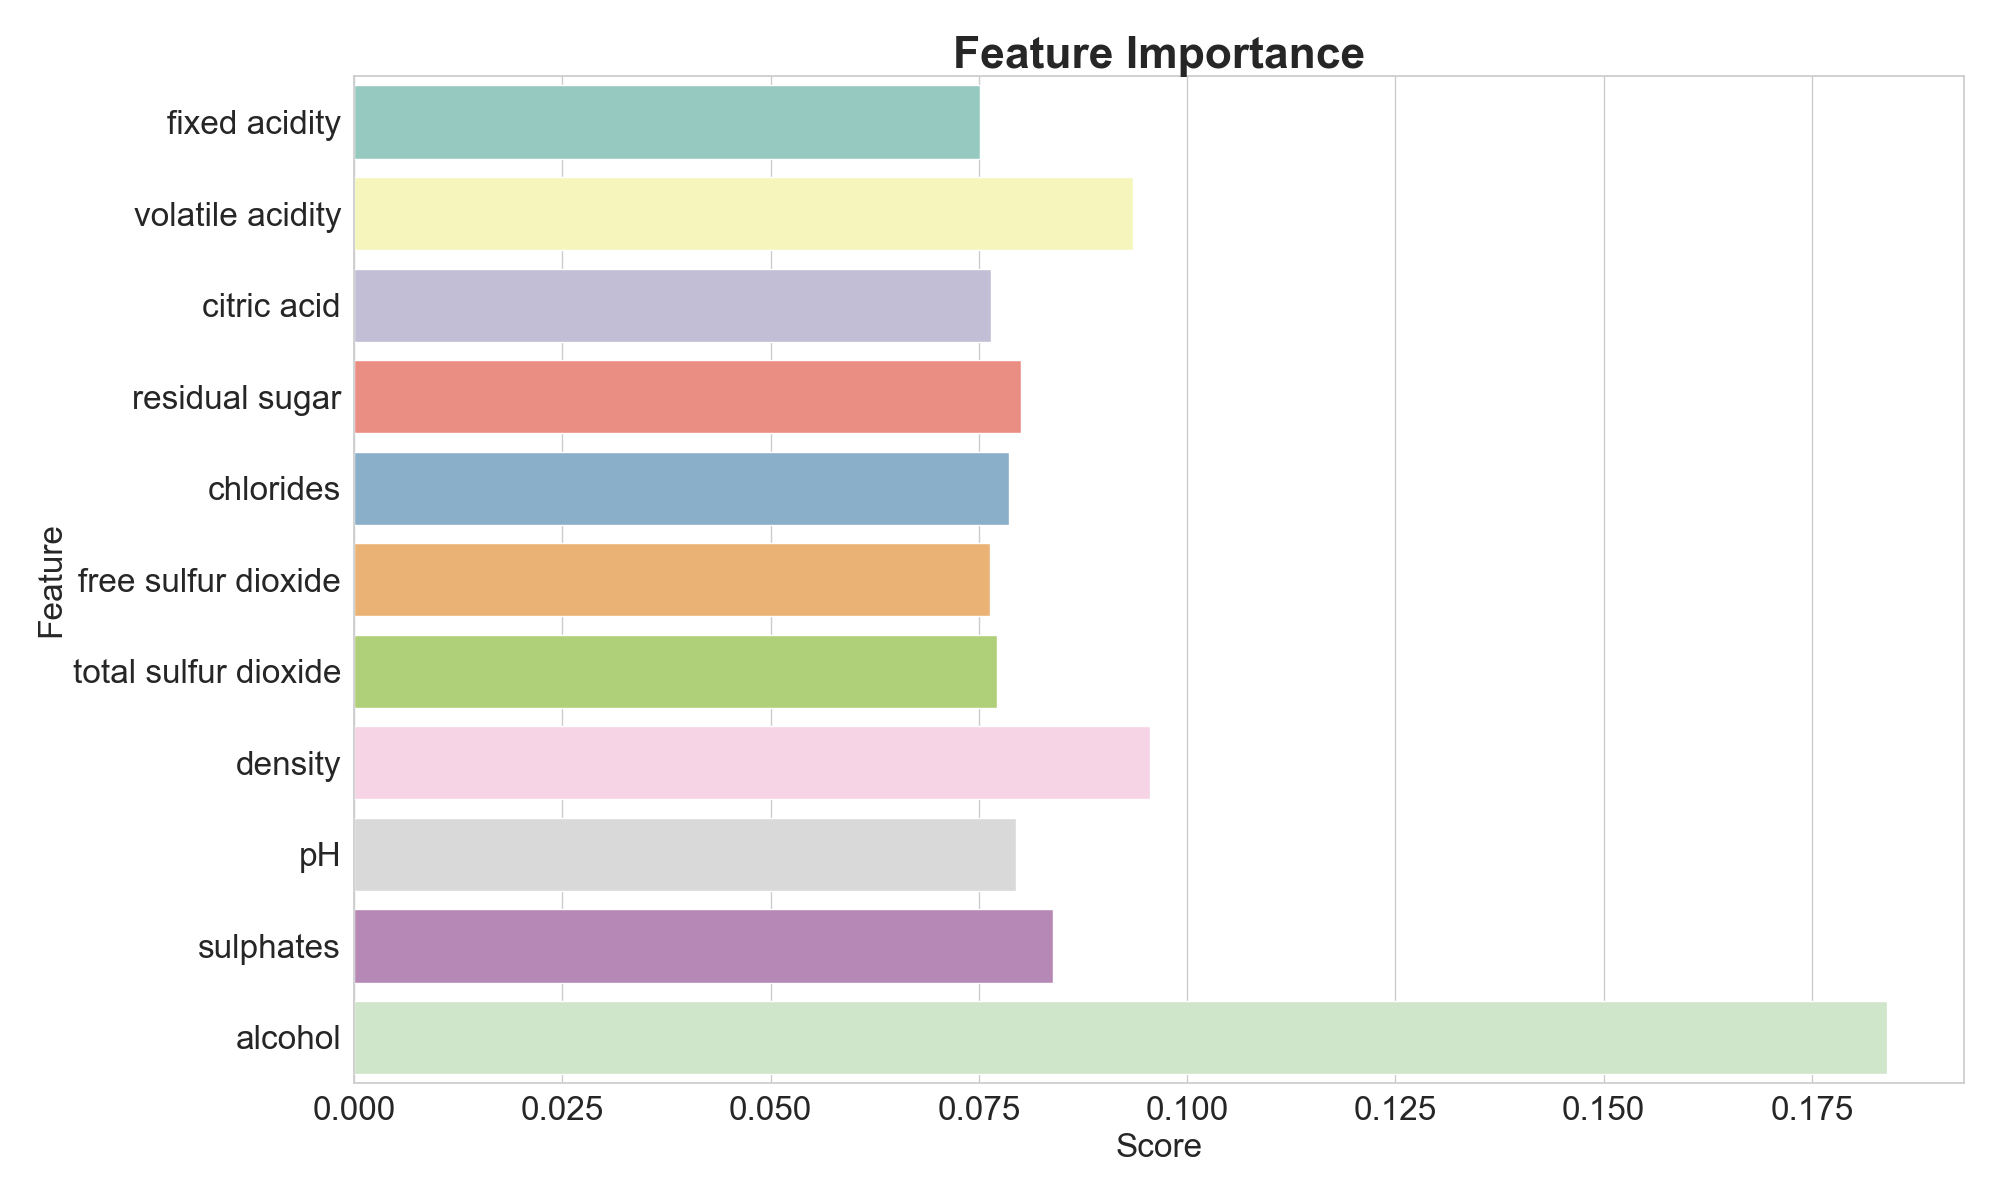 Feature Importance
fixed acidity
volatile acidity
citric acid
residual sugar
chlorides
free sulfur dioxide
total sulfur dioxide
density
pH
sulphates
alcohol
Feature
0.000 0.025 0.050 0.075 0.100 0.125 0.150 0.175
Score